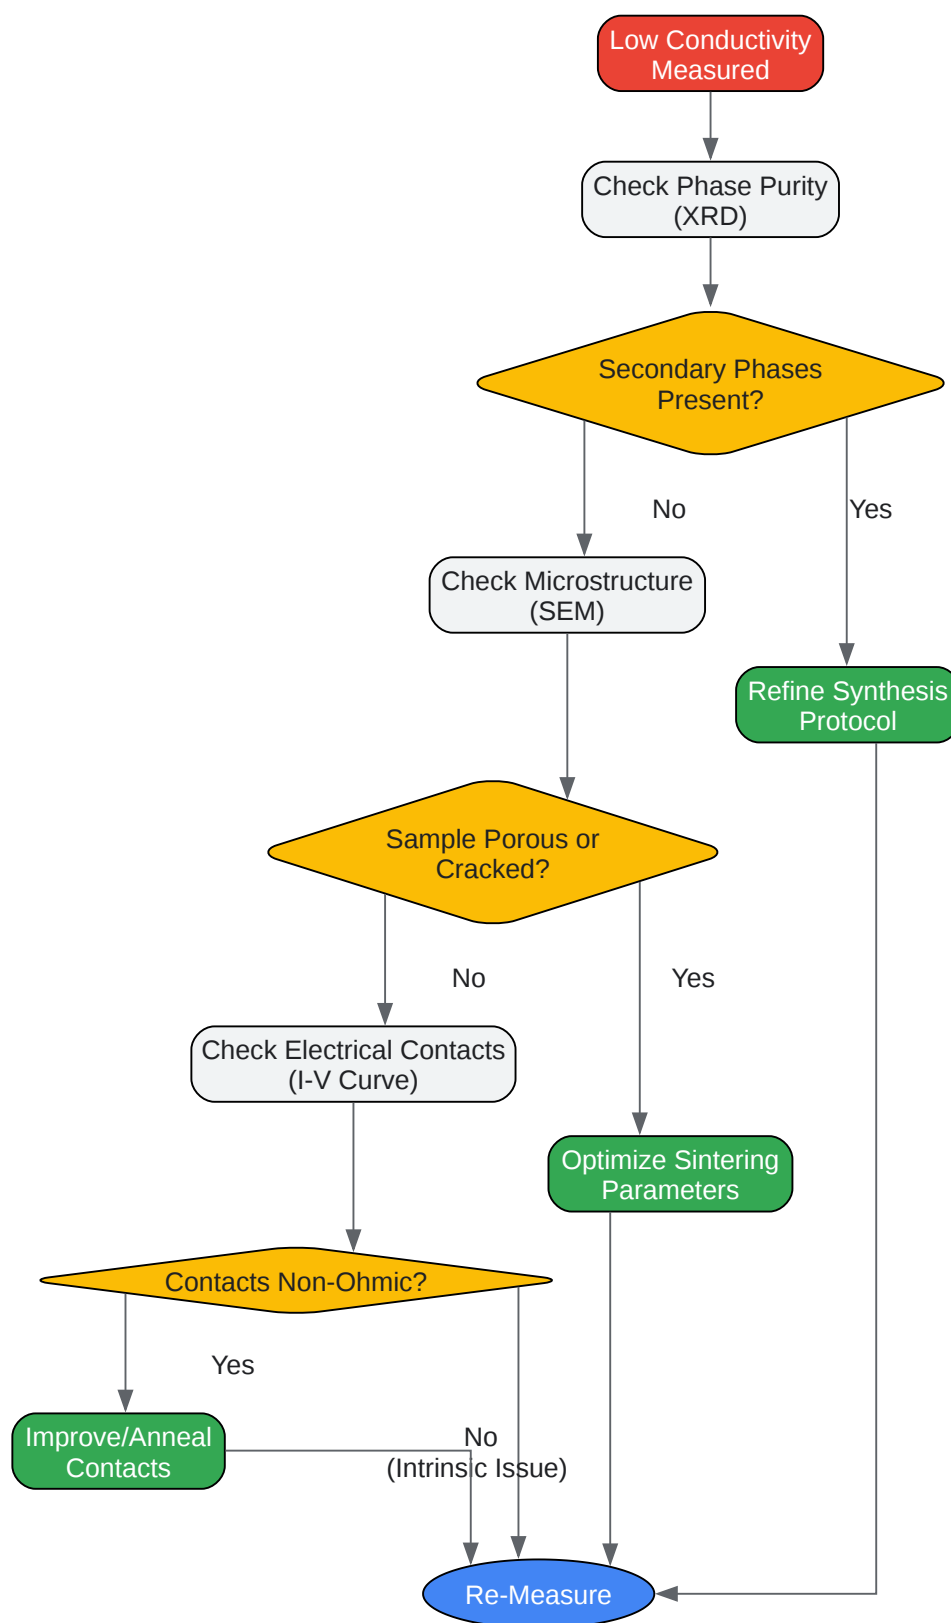 Low Conductivity
Measured
Check Phase Purity
(XRD)
Secondary Phases
Present?
No
Yes
Check Microstructure
(SEM)
Refine Synthesis
Protocol
Sample Porous or
Cracked?
No
Yes
Check Electrical Contacts
(I-V Curve)
Optimize Sintering
Parameters
Contacts Non-Ohmic?
Yes
Improve/Anneal
Contacts
No
(Intrinsic Issue)
Re-Measure